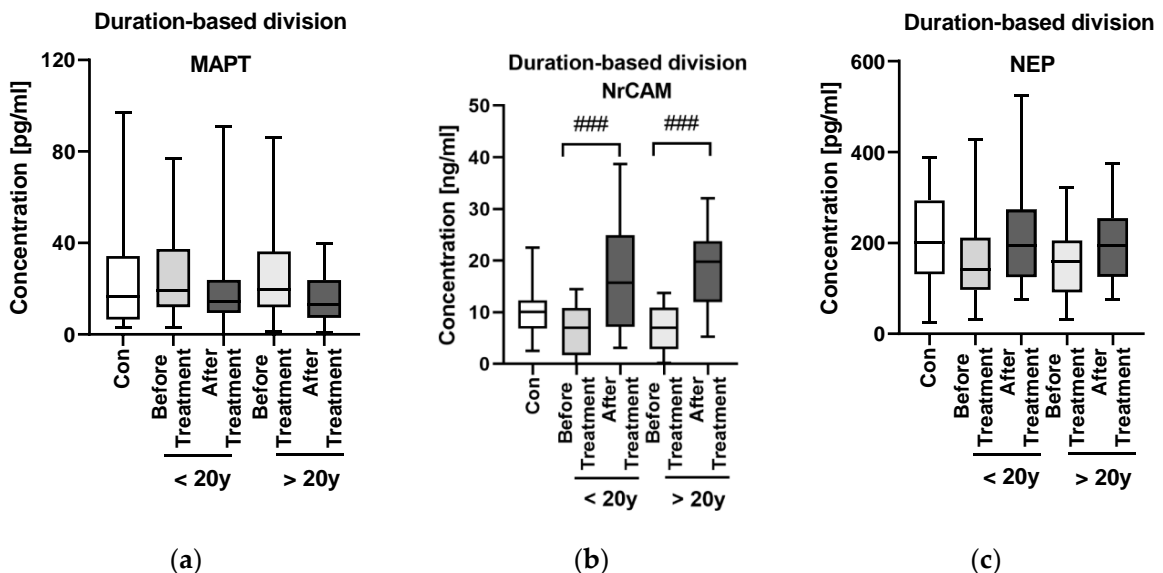 Duration-based division
MAPT
Concentration [pg/ml]
120
80
40
0
Con
Before
Treatment
After
Treatment
Before
Treatment
After
Treatment
< 20y
> 20y
(a)
Duration-based division
NrCAM
Concentration [ng/ml]
50
40
30
20
10
0
###
###
Con
Before
Treatment
After
Treatment
Before
Treatment
After
Treatment
< 20y
> 20y
(b)
Duration-based division
NEP
Concentration [pg/ml]
600
400
200
0
Con
Before
Treatment
After
Treatment
Before
Treatment
After
Treatment
< 20y
> 20y
(c)